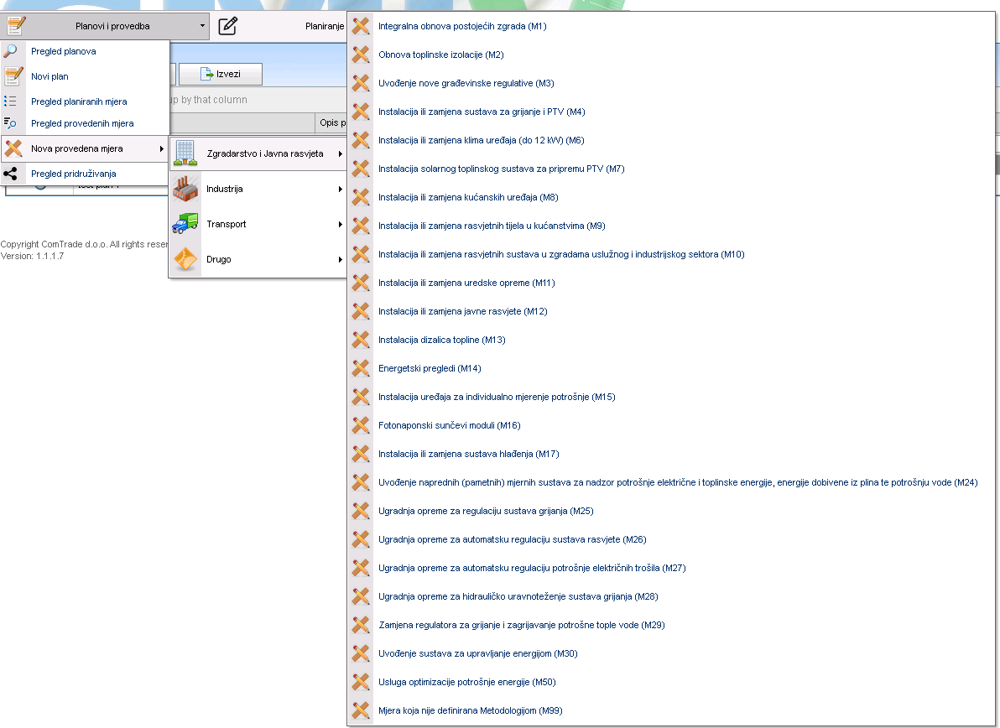 Planovi i provedba
Planiranje
Pregled planova
Novi plan
Pregled planiranih mjera
Pregled provedenih mjera
Nova provedena mjera
Pregled pridruživanja
Izvezi
up by that column
Opis p
test plan 1
Copyright ComTrade d.o.o. All rights reser
Version: 1.1.1.7
Zgradarstvo i Javna rasvjeta
Industrija
Transport
Drugo
Integralna obnova postojećih zgrada (M1)
Obnova toplinske izolacije (M2)
Uvođenje nove građevinske regulative (M3)
Instalacija ili zamjena sustava za grijanje i PTV (M4)
Instalacija ili zamjena klima uređaja (do 12 kW) (M6)
Instalacija solarnog toplinskog sustava za pripremu PTV (M7)
Instalacija ili zamjena kućanskih uređaja (M8)
Instalacija ili zamjena rasvjetnih tijela u kućanstvima (M9)
Instalacija ili zamjena rasvjetnih sustava u zgradama uslužnog i industrijskog sektora (M10)
Instalacija ili zamjena uredske opreme (M11)
Instalacija ili zamjena javne rasvjete (M12)
Instalacija dizalica topline (M13)
Energetski pregledi (M14)
Instalacija uređaja za individualno mjerenje potrošnje (M15)
Fotonaponski sunčevi moduli (M16)
Instalacija ili zamjena sustava hlađenja (M17)
Uvođenje naprednih (pametnih) mjernih sustava za nadzor potrošnje električne i toplinske energije, energije dobivene iz plina te potrošnju vode (M24)
Ugradnja opreme za regulaciju sustava grijanja (M25)
Ugradnja opreme za automatsku regulaciju sustava rasvjete (M26)
Ugradnja opreme za automatsku regulaciju potrošnje električnih trošila (M27)
Ugradnja opreme za hidrauličko uravnoteženje sustava grijanja (M28)
Zamjena regulatora za grijanje i zagrijavanje potrošne tople vode (M29)
Uvođenje sustava za upravljanje energijom (M30)
Usluga optimizacije potrošnje energije (M50)
Mjera koja nije definirana Metodologijom (M99)